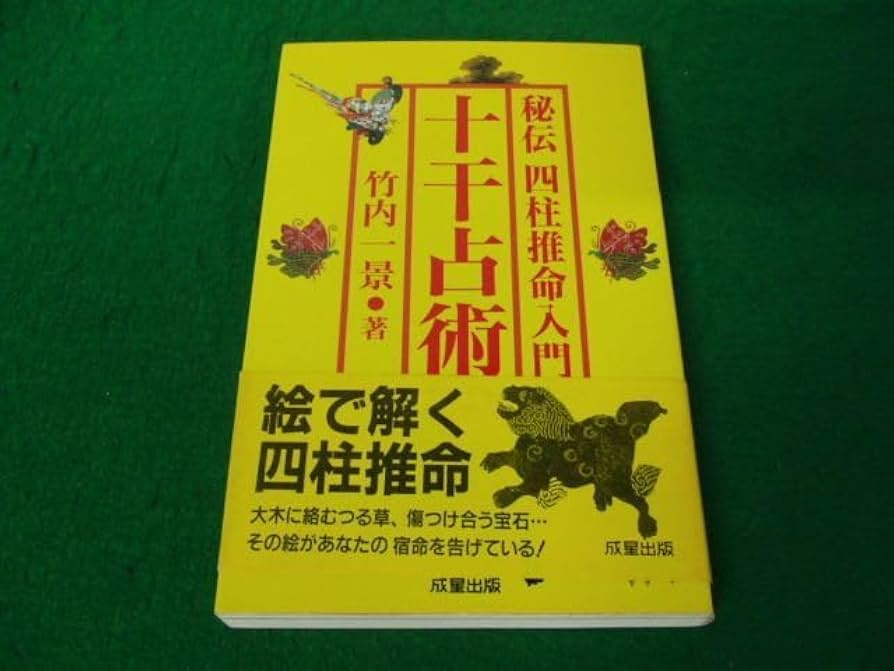 秘伝 四柱推命入門
十干占術
竹内一景●著
絵で解く
四柱推命
大木に絡むつる草、傷つけ合う宝石…
その絵があなたの 宿命を告げている!
成星出版
成星出版